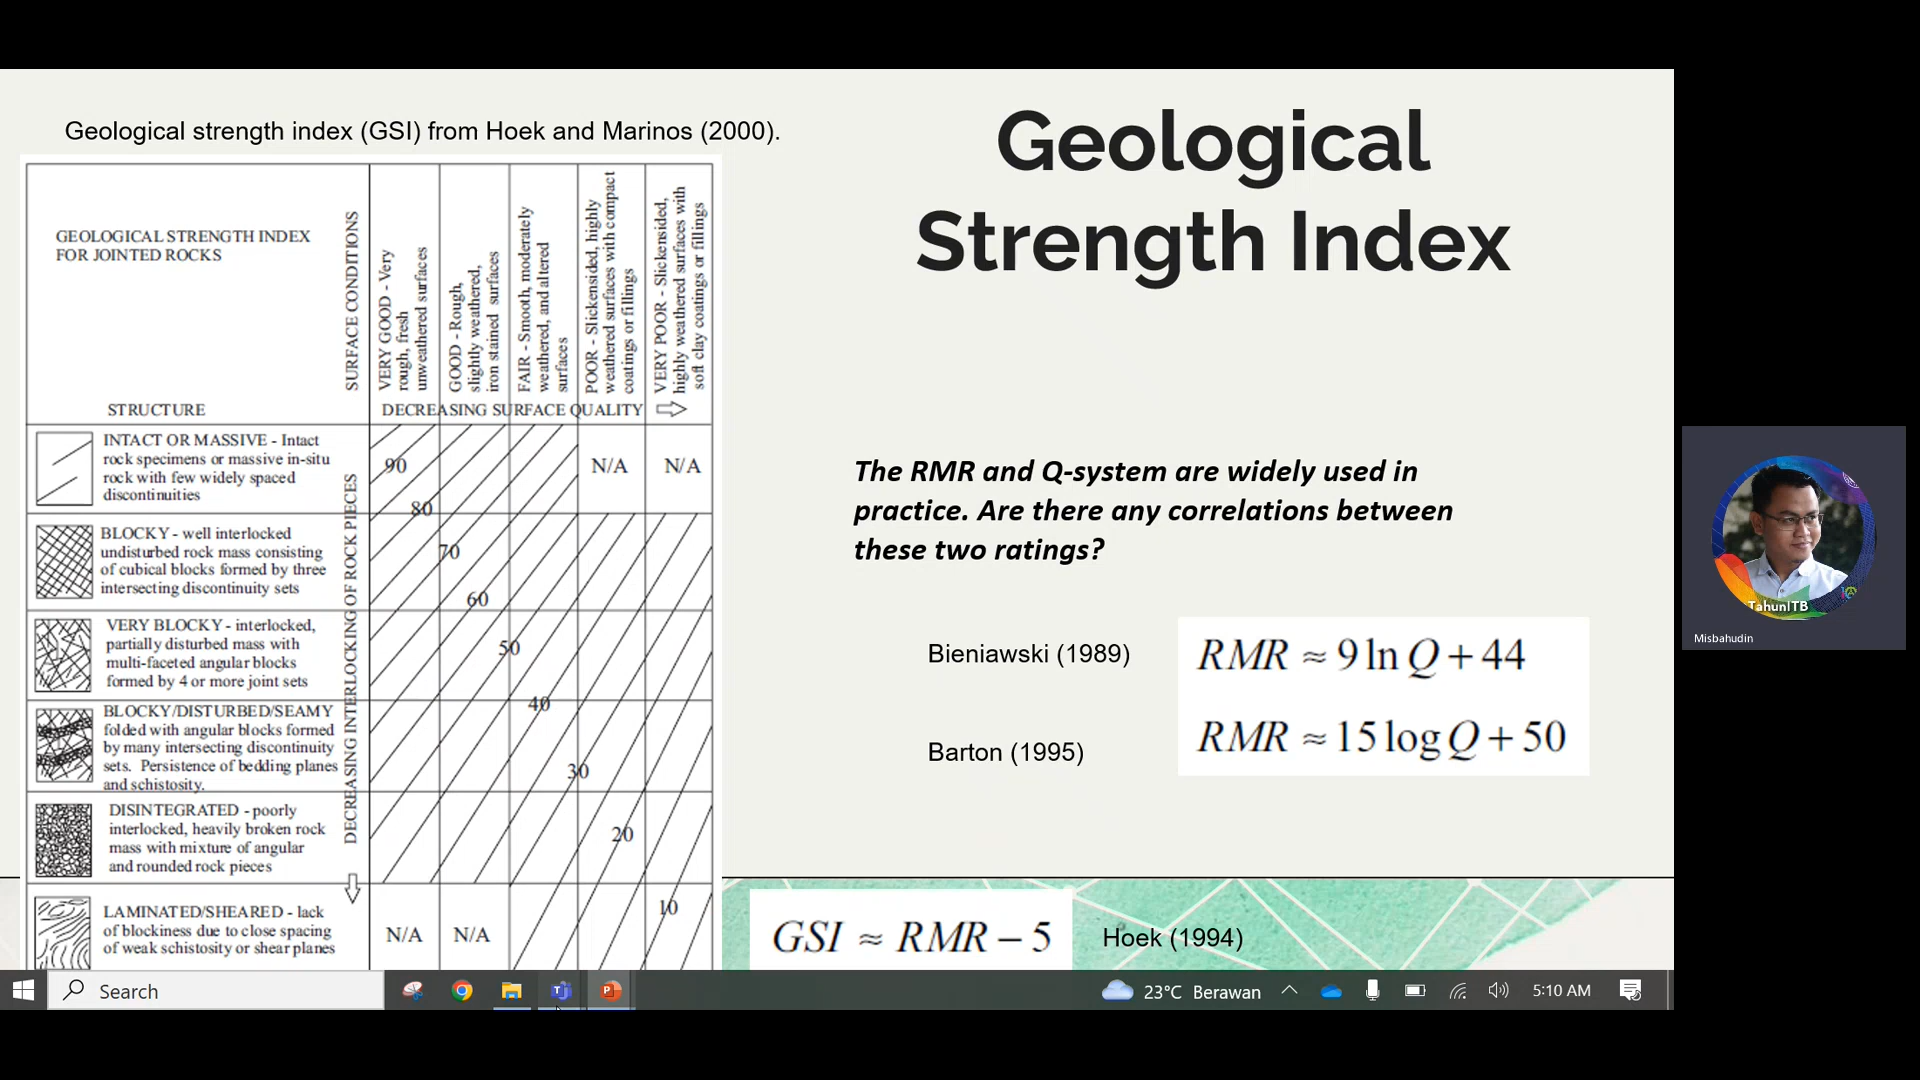 Geological strength index (GSI) from Hoek and Marinos (2000).
Geological
Strength Index
GEOLOGICAL STRENGTH INDEX
FOR JOINTED ROCKS
SURFACE CONDITIONS
VERY GOOD - Very
rough, fresh
unweathered surfaces
GOOD - Rough,
slightly weathered,
iron stained surfaces
FAIR - Smooth, moderately
weathered, and altered
surfaces
POOR - Slickensided, highly
weathered surfaces with compact
coatings or fillings
VERY POOR - Slickensided,
highly weathered surfaces with
soft clay coatings or fillings
STRUCTURE
DECREASING SURFACE QUALITY
DECREASING INTERLOCKING OF ROCK PIECES
INTACT OR MASSIVE - Intact
rock specimens or massive in-situ
rock with few widely spaced
discontinuities
90
N/A
N/A
80
BLOCKY - well interlocked
undisturbed rock mass consisting
of cubical blocks formed by three
intersecting discontinuity sets
70
60
VERY BLOCKY - interlocked,
partially disturbed mass with
multi-faceted angular blocks
formed by 4 or more joint sets
50
40
BLOCKY/DISTURBED/SEAMY
folded with angular blocks formed
by many intersecting discontinuity
sets. Persistence of bedding planes
and schistosity.
30
DISINTEGRATED - poorly
interlocked, heavily broken rock
mass with mixture of angular
and rounded rock pieces
20
LAMINATED/SHEARED - lack
of blockiness due to close spacing
of weak schistosity or shear planes
N/A
N/A
10
The RMR and Q-system are widely used in
practice. Are there any correlations between
these two ratings?
Bieniawski (1989)
RMR ≈ 9 ln Q + 44
Barton (1995)
RMR ≈ 15 log Q + 50
GSI ≈ RMR − 5
Hoek (1994)
TahunITB
Misbahudin
Search
23°C Berawan
5:10 AM